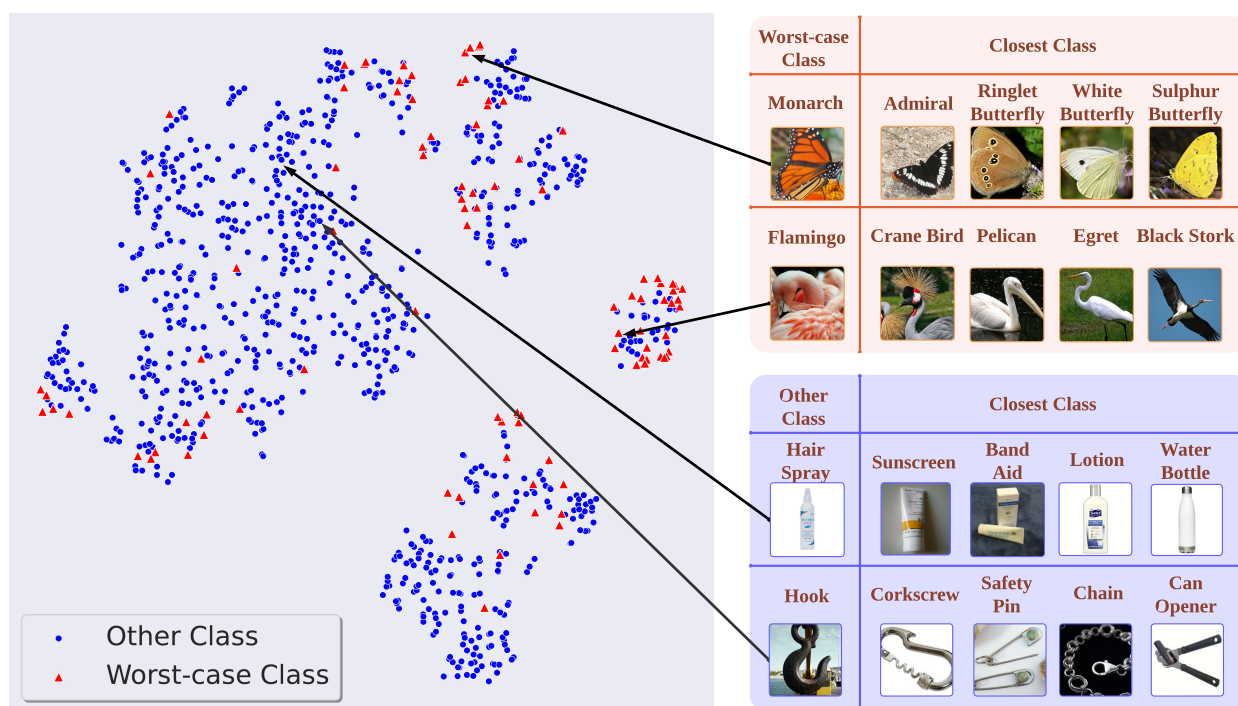 Worst-case
Class
Closest Class
Monarch
Admiral
Ringlet
Butterfly
White
Butterfly
Sulphur
Butterfly
Flamingo
Crane Bird
Pelican
Egret
Black Stork
Other
Class
Closest Class
Hair
Spray
Sunscreen
Band
Aid
Lotion
Water
Bottle
Hook
Corkscrew
Safety
Pin
Chain
Can
Opener
Other Class
Worst-case Class